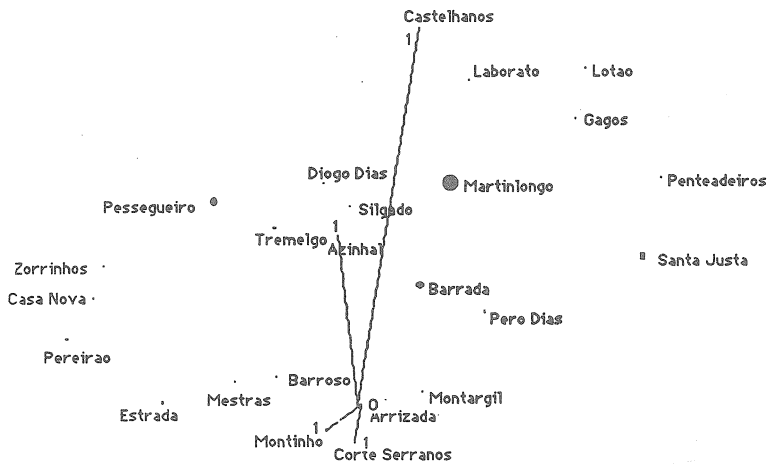 Castelhanos
1
Laborato
Lotao
Gagos
Diogo Dias
Martinlongo
Penteadeiros
Pessegueiro
Silgado
1
Tremelgo
Azinhal
Santa Justa
Zorrinhos
Barrada
Casa Nova
Pero Dias
Pereirao
Barroso
Mestras
Montargil
0
Estrada
Arrizada
1
Montinho
1
Corte Serranos